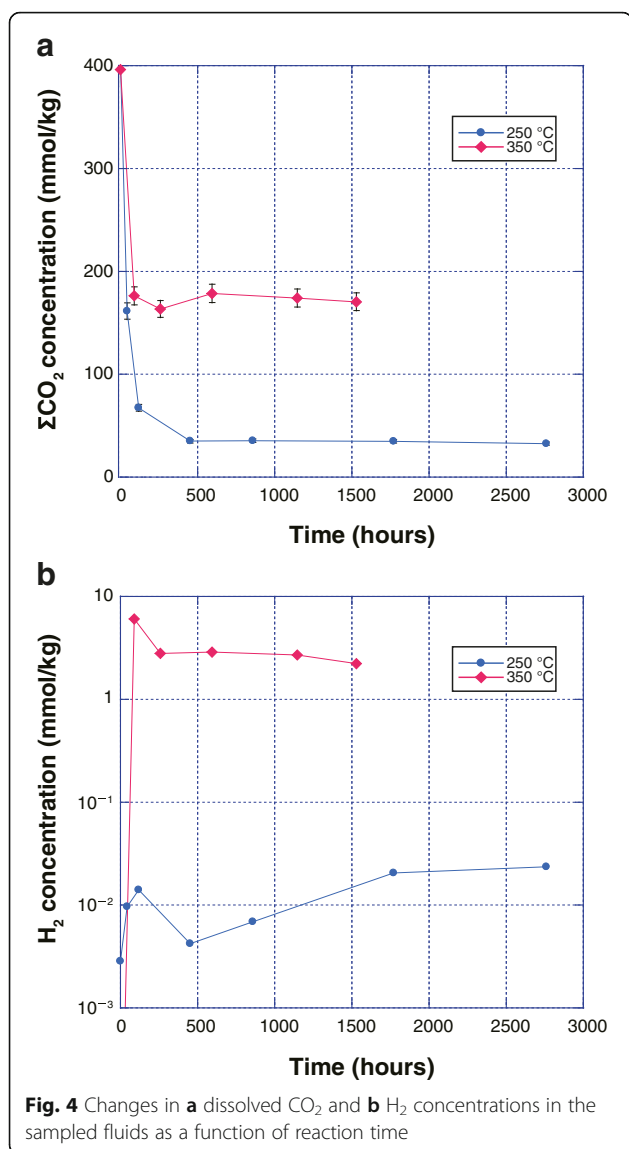 a
ΣCO₂ concentration (mmol/kg)
400
300
200
100
0
250 °C
350 °C
0 500 1000 1500 2000 2500 3000
Time (hours)
b
H₂ concentration (mmol/kg)
10
1
10⁻¹
10⁻²
10⁻³
250 °C
350 °C
0 500 1000 1500 2000 2500 3000
Time (hours)
Fig. 4 Changes in a dissolved CO₂ and b H₂ concentrations in the
sampled fluids as a function of reaction time